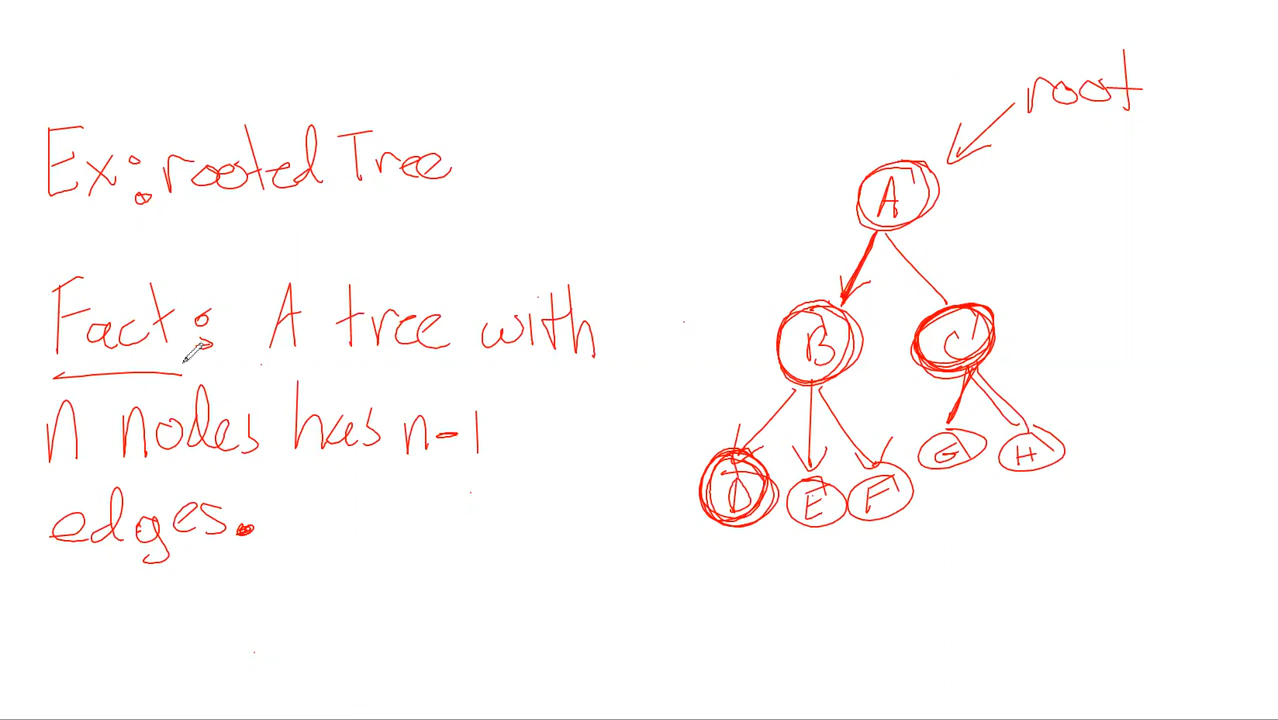 root
Ex: rooted Tree
A
Fact: A tree with
B
C
n nodes has n-1
G
H
D
E
F
edges.